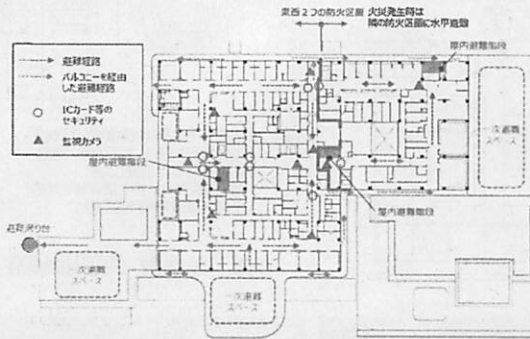 東西2つの防火区画
火災発生時は
隣の防火区画に水平避難
屋内避難階段
避難経路
バルコニーを経由
した避難経路
ICカード等の
セキュリティ
監視カメラ
屋内避難階段
一次避難
スペース
屋内避難階段
避難滑り台
一次避難
スペース
一次避難
スペース